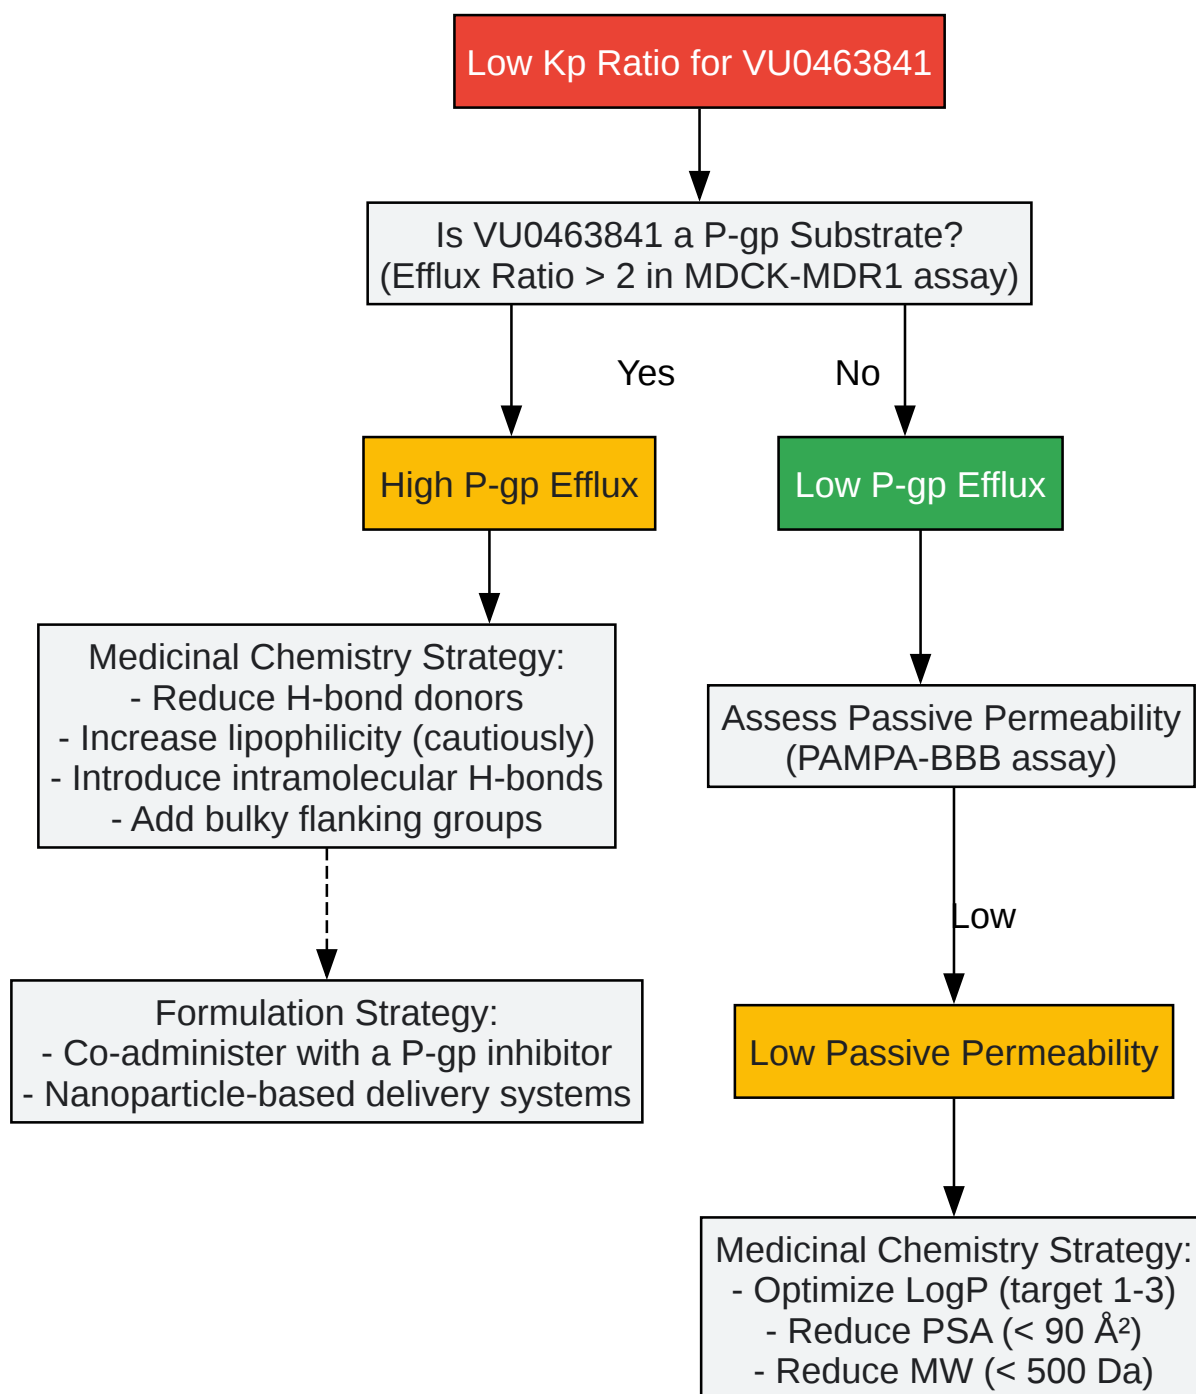 Low Kp Ratio for VU0463841
Is VU0463841 a P-gp Substrate?
(Efflux Ratio > 2 in MDCK-MDR1 assay)
Yes
No
High P-gp Efflux
Low P-gp Efflux
Medicinal Chemistry Strategy:
- Reduce H-bond donors
- Increase lipophilicity (cautiously)
- Introduce intramolecular H-bonds
- Add bulky flanking groups
Assess Passive Permeability
(PAMPA-BBB assay)
Low
Formulation Strategy:
- Co-administer with a P-gp inhibitor
- Nanoparticle-based delivery systems
Low Passive Permeability
Medicinal Chemistry Strategy:
- Optimize LogP (target 1-3)
- Reduce PSA (< 90 Å²)
- Reduce MW (< 500 Da)